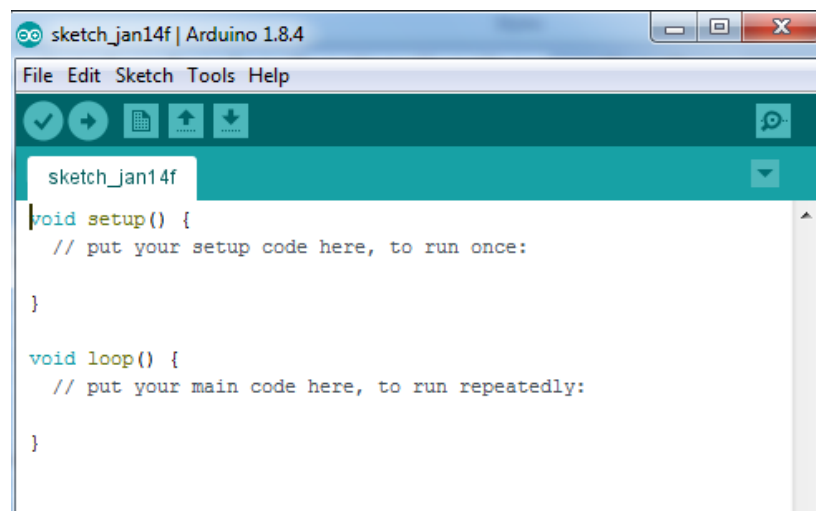 sketch_jan14f | Arduino 1.8.4
File Edit Sketch Tools Help
sketch_jan14f
void setup() {
  // put your setup code here, to run once:
}
void loop() {
  // put your main code here, to run repeatedly:
}